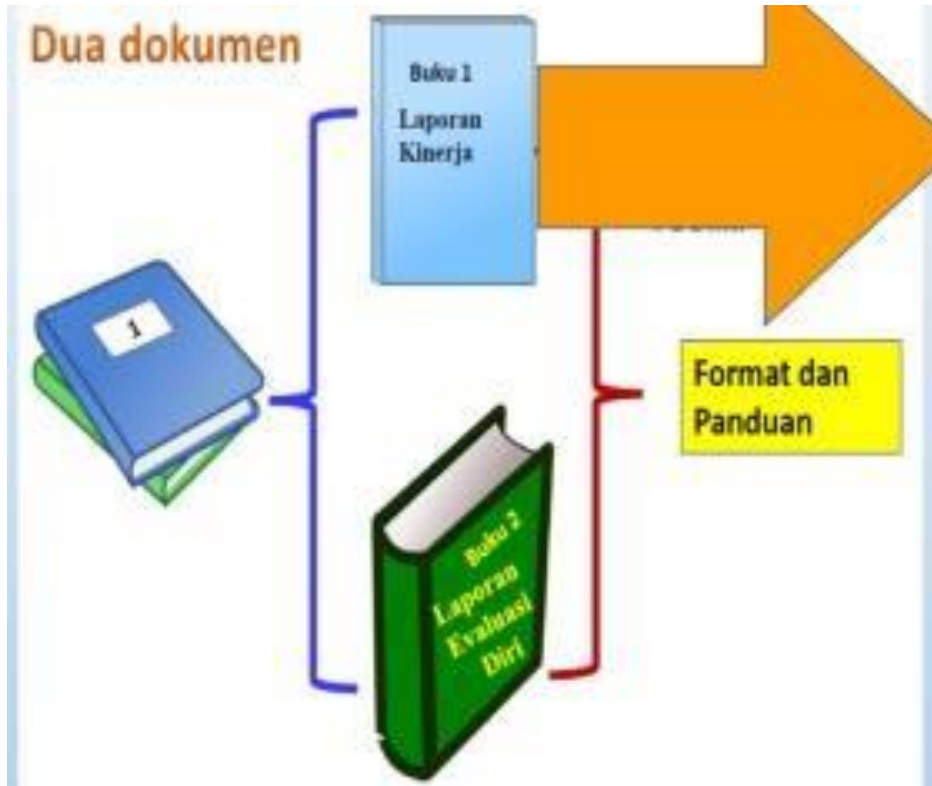 Dua dokumen
Buku 1
Laporan
Kinerja
1
Format dan
Panduan
Buku 2
Laporan
Evaluasi
Diri